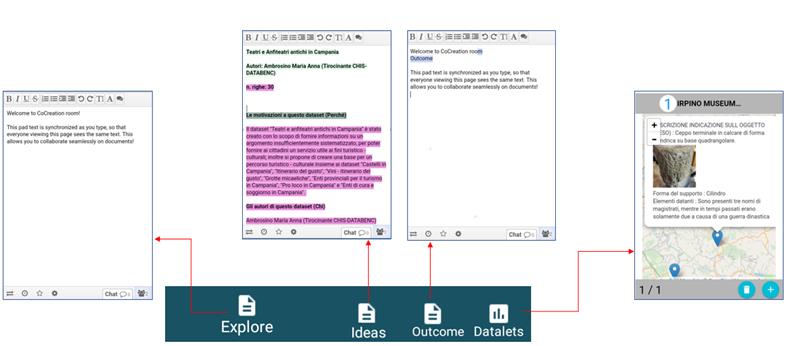 Welcome to CoCreation room!
This pad text is synchronized as you type, so that
everyone viewing this page sees the same text. This
allows you to collaborate seamlessly on documents!
Chat 0
Teatri e Anfiteatri antichi in Campania
Autori: Ambrosino Maria Anna (Tirocinante CHIS-
DATABENC)
n. righe: 30
Le motivazioni a questo dataset (Perché)
Il dataset "Teatri e anfiteatri antichi in Campania" è stato
creato con lo scopo di fornire informazioni su un
argomento insufficientemente sistematizzato, per poter
fornire ai cittadini un servizio utile ai fini turistico -
culturali; inoltre si propone di creare una base per un
percorso turistico - culturale insieme ai dataset "Castelli in
Campania", "Itinerario del gusto", "Vini - itinerario del
gusto", "Grotte micaeliche", "Enti provinciali per il turismo
in Campania", "Pro loco in Campania" e "Enti di cura e
soggiorno in Campania".
Gli autori di questo dataset (Chi)
Ambrosino Maria Anna (Tirocinante CHIS-DATABENC)
Chat 0
Welcome to CoCreation room
Outcome
This pad text is synchronized as you type, so that
everyone viewing this page sees the same text. This
allows you to collaborate seamlessly on documents!
Chat 0
1 IRPINO MUSEUM...
SCRIZIONE INDICAZIONE SULL OGGETTO
ESO) : Ceppo terminale in calcare di forma
ndrica su base quadrangolare.
Forma del supporto : Cilindro
Elementi datanti : Sono presenti tre nomi di
magistrati, mentre in tempi passati erano
solamente due a causa di una guerra dinastica
1 / 1
Explore
Ideas
Outcome
Datalets